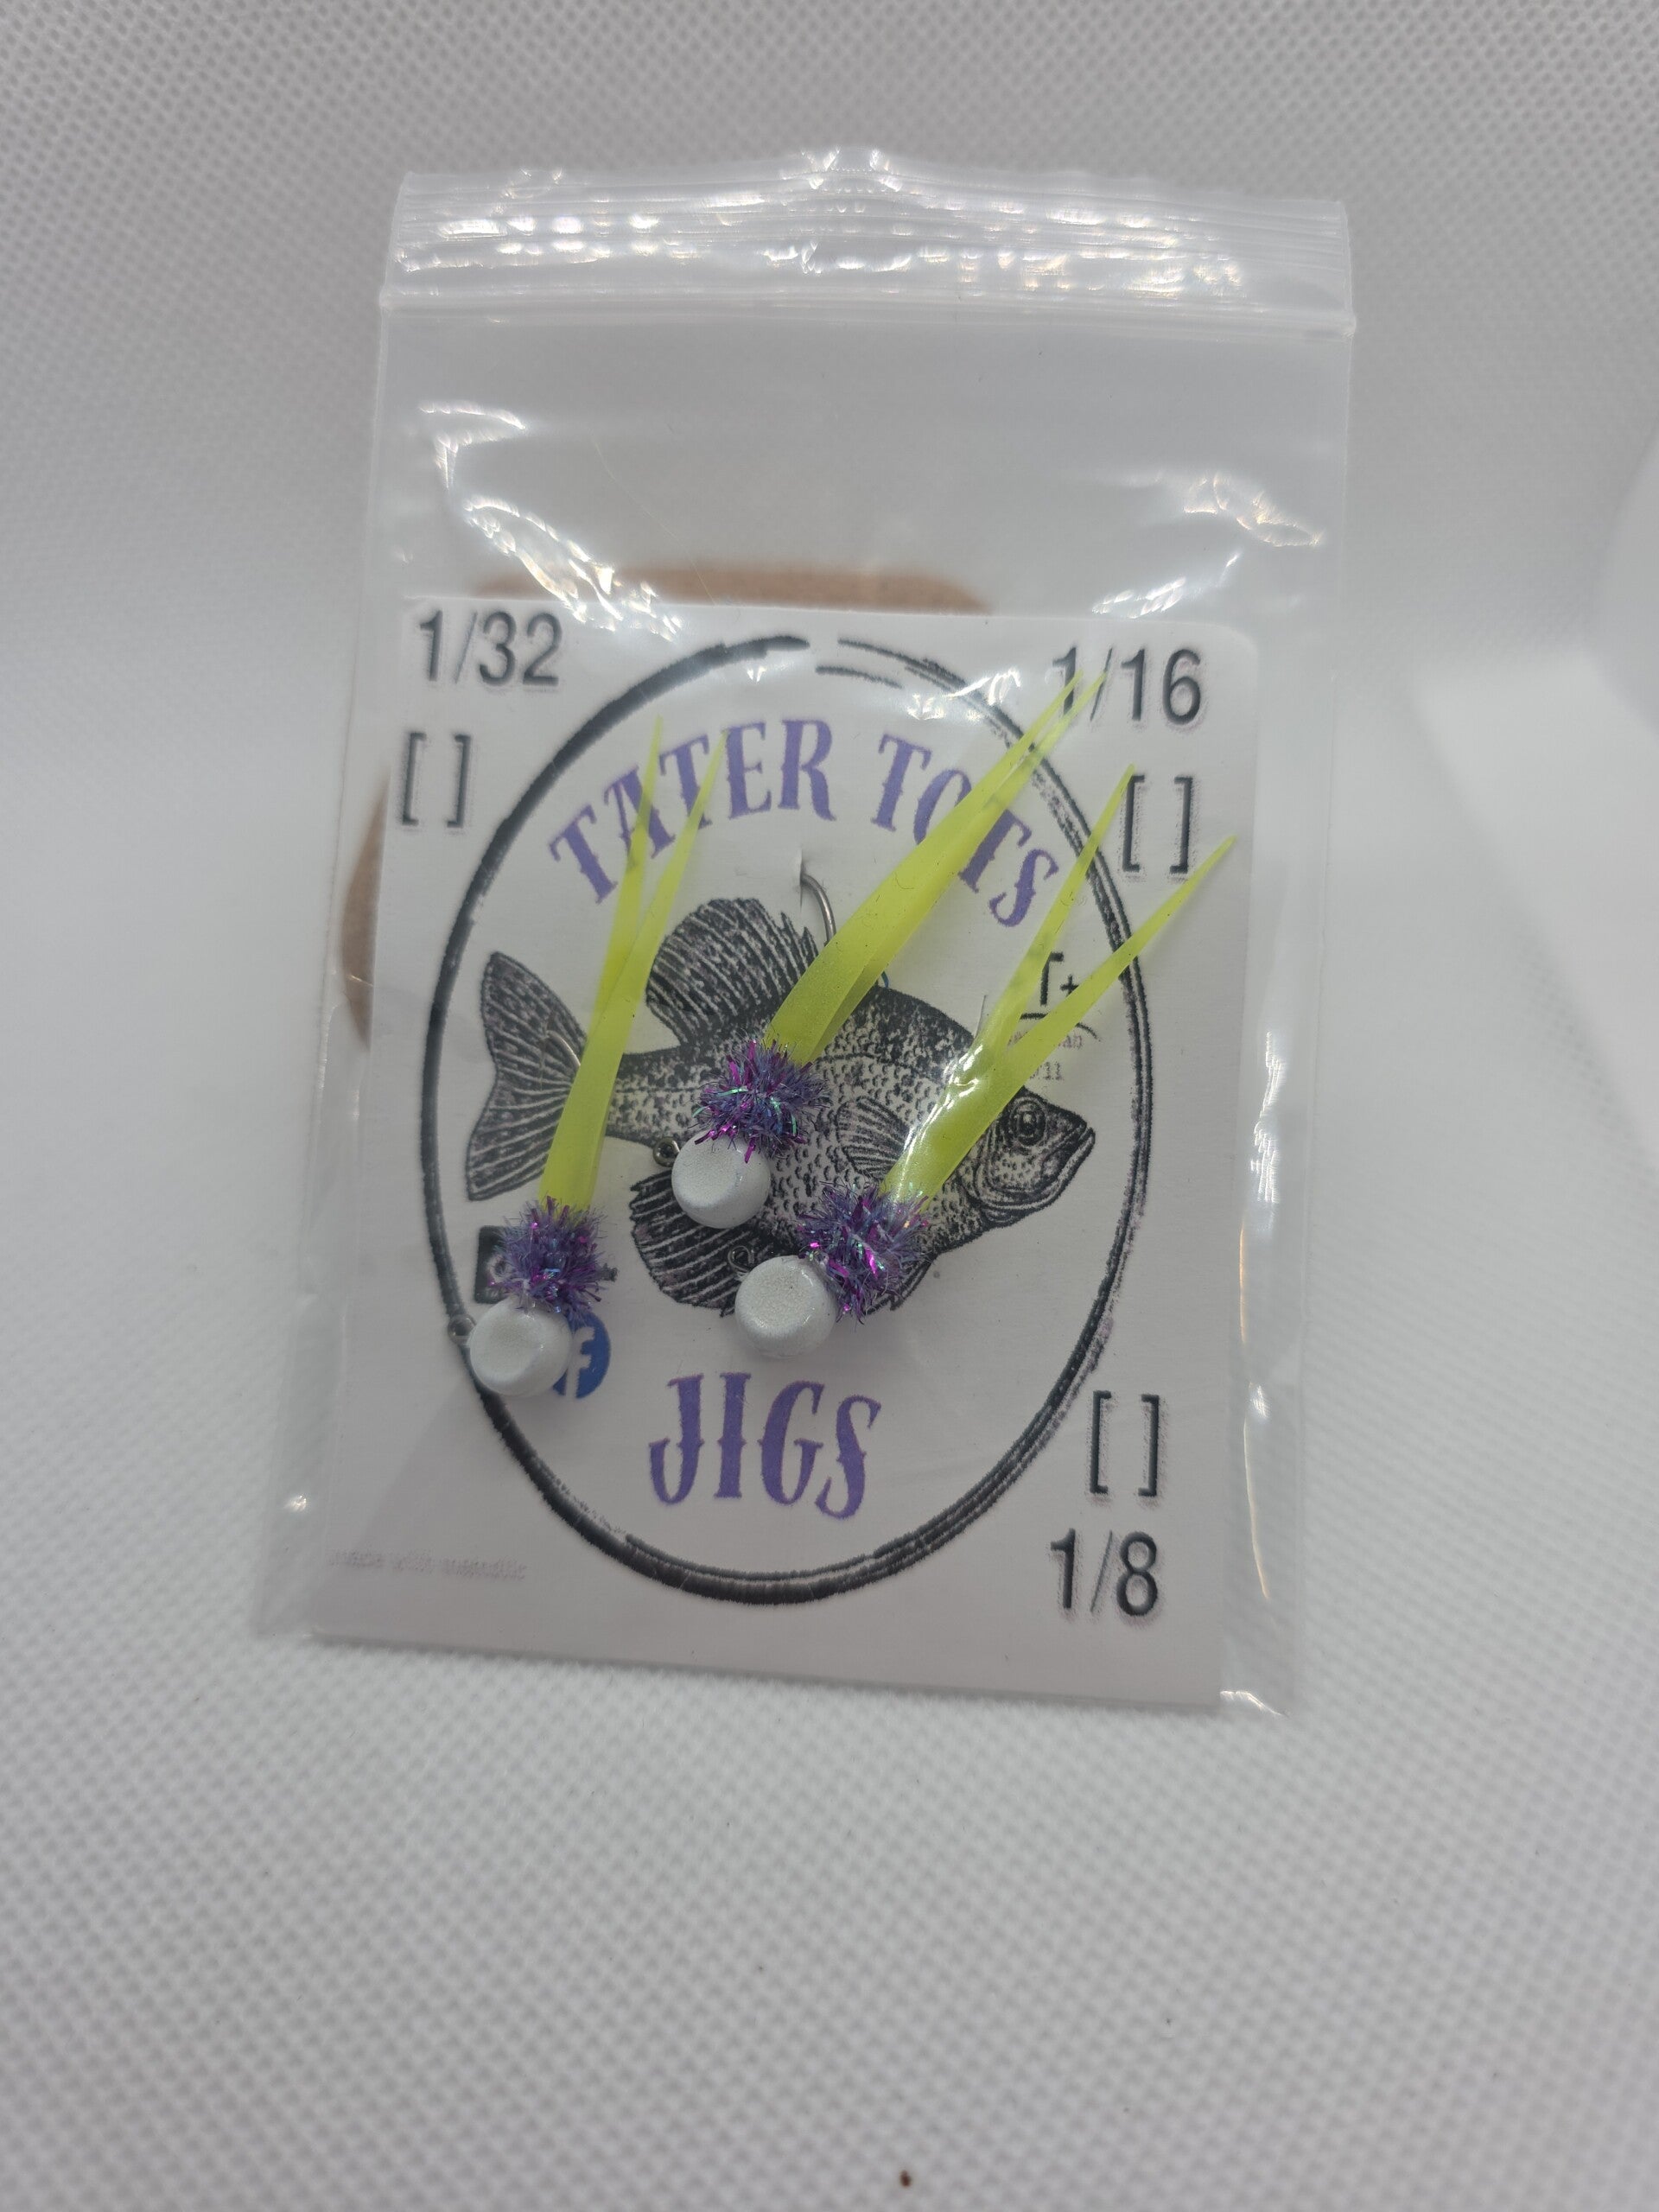 1/32
1/16
[ ]
[ ]
TATER TOTS
f
JIGS
[ ]
1/8